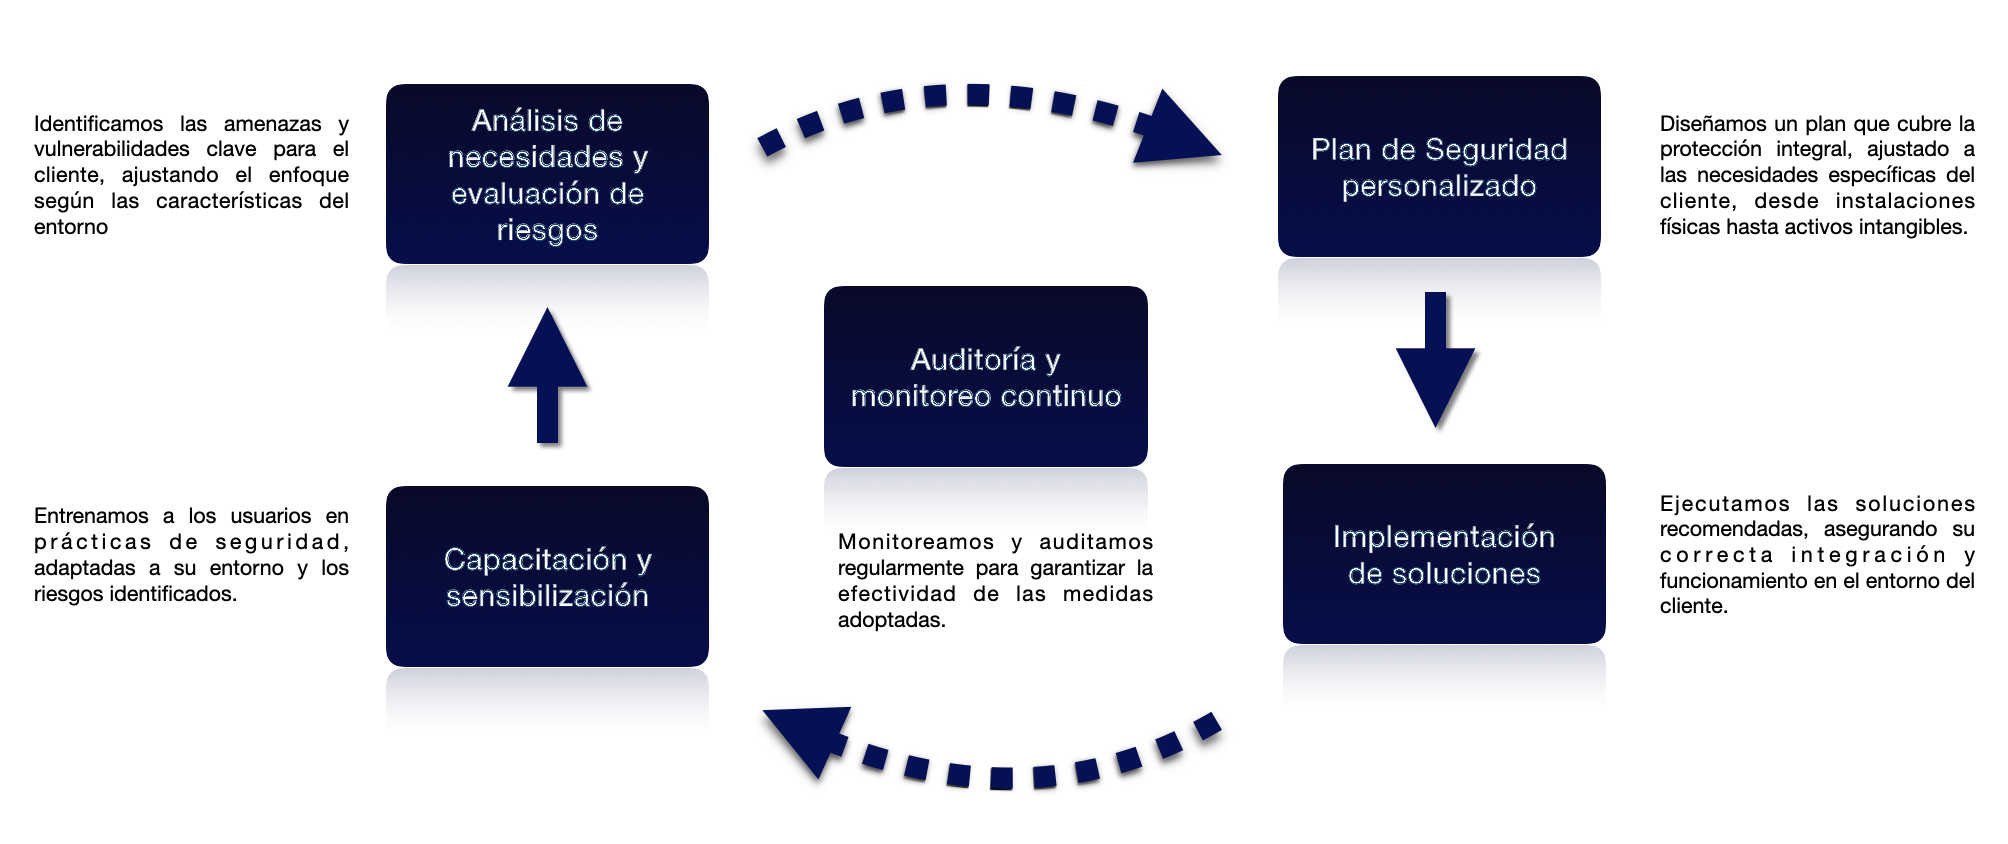 Identificamos las amenazas y
vulnerabilidades clave para el
cliente, ajustando el enfoque
según las características del
entorno
Análisis de
necesidades y
evaluación de
riesgos
Plan de Seguridad
personalizado
Diseñamos un plan que cubre la
protección integral, ajustado a
las necesidades específicas del
cliente, desde instalaciones
físicas hasta activos intangibles.
Auditoría y
monitoreo continuo
Monitoreamos y auditamos
regularmente para garantizar la
efectividad de las medidas
adoptadas.
Entrenamos a los usuarios en
prácticas de seguridad,
adaptadas a su entorno y los
riesgos identificados.
Capacitación y
sensibilización
Implementación
de soluciones
Ejecutamos las soluciones
recomendadas, asegurando su
correcta integración y
funcionamiento en el entorno del
cliente.